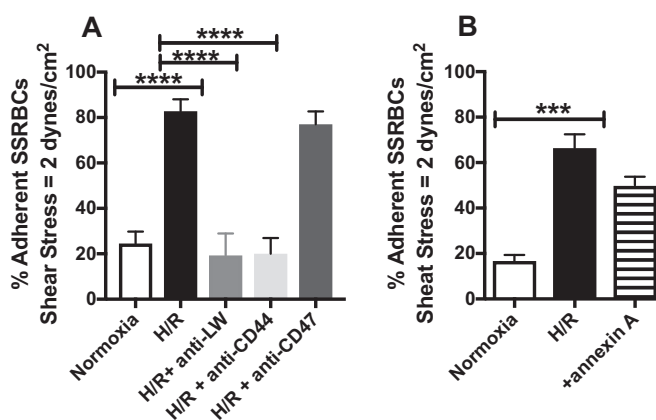 A
% Adherent SSRBCs
Shear Stress = 2 dynes/cm²
100
80
60
40
20
0
****
****
****
Normoxia
H/R
H/R+ anti-LW
H/R + anti-CD44
H/R + anti-CD47
B
% Adherent SSRBCs
Sheat Stress = 2 dynes/cm²
100
80
60
40
20
0
***
Normoxia
H/R
+annexin A